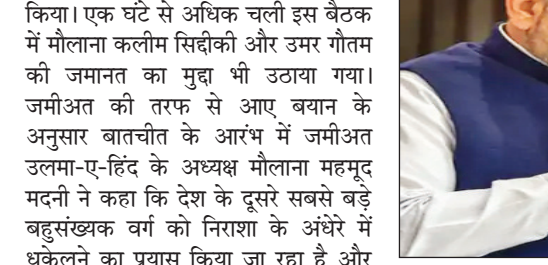 किया। एक घंटे से अधिक चली इस बैठक
में मौलाना कलीम सिद्दीकी और उमर गौतम
की जमानत का मुद्दा भी उठाया गया।
जमीअत की तरफ से आए बयान के
अनुसार बातचीत के आरंभ में जमीअत
उलमा-ए-हिंद के अध्यक्ष मौलाना महमूद
मदनी ने कहा कि देश के दूसरे सबसे बड़े
बहुसंख्यक वर्ग को निराशा के अंधेरे में
धकेलने का प्रयास किया जा रहा है और